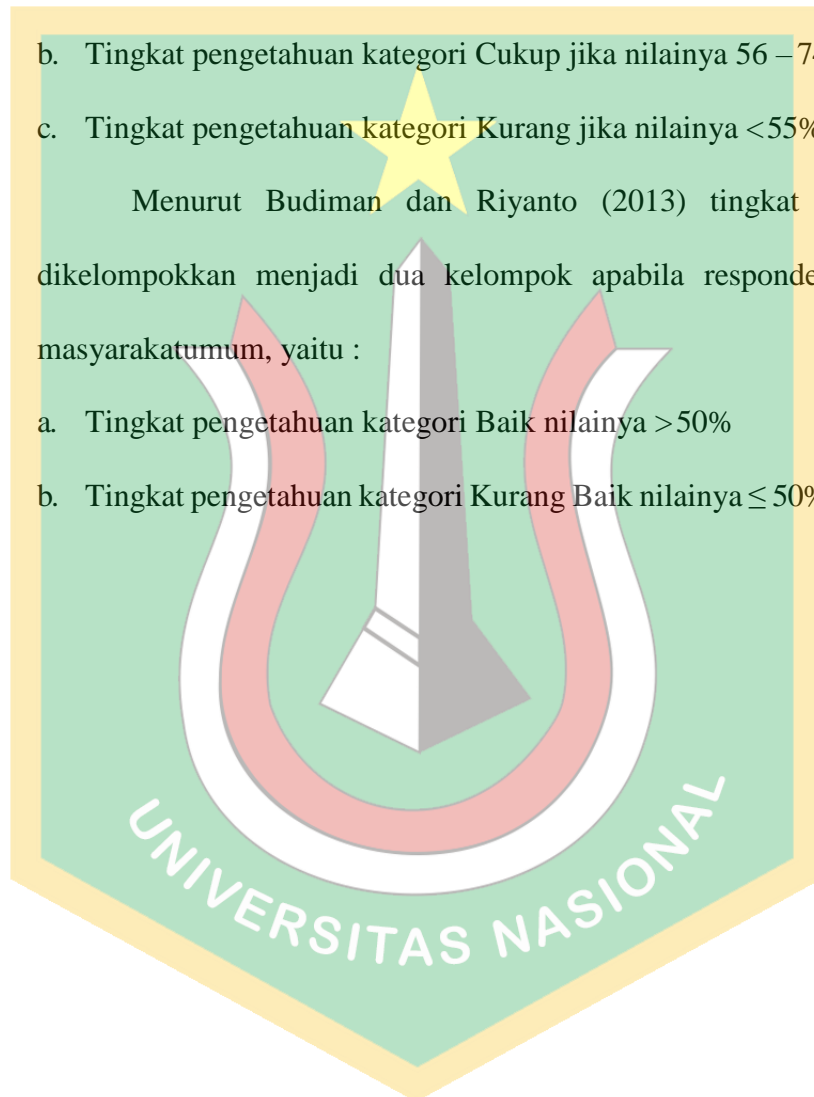 b. Tingkat pengetahuan kategori Cukup jika nilainya 56 – 74
c. Tingkat pengetahuan kategori Kurang jika nilainya <55%
Menurut Budiman dan Riyanto (2013) tingkat
dikelompokkan menjadi dua kelompok apabila
masyarakatumum, yaitu :
a. Tingkat pengetahuan kategori Baik nilainya >50%
b. Tingkat pengetahuan kategori Kurang Baik nilainya ≤ 50%
UNIVERSITAS NASIONAL